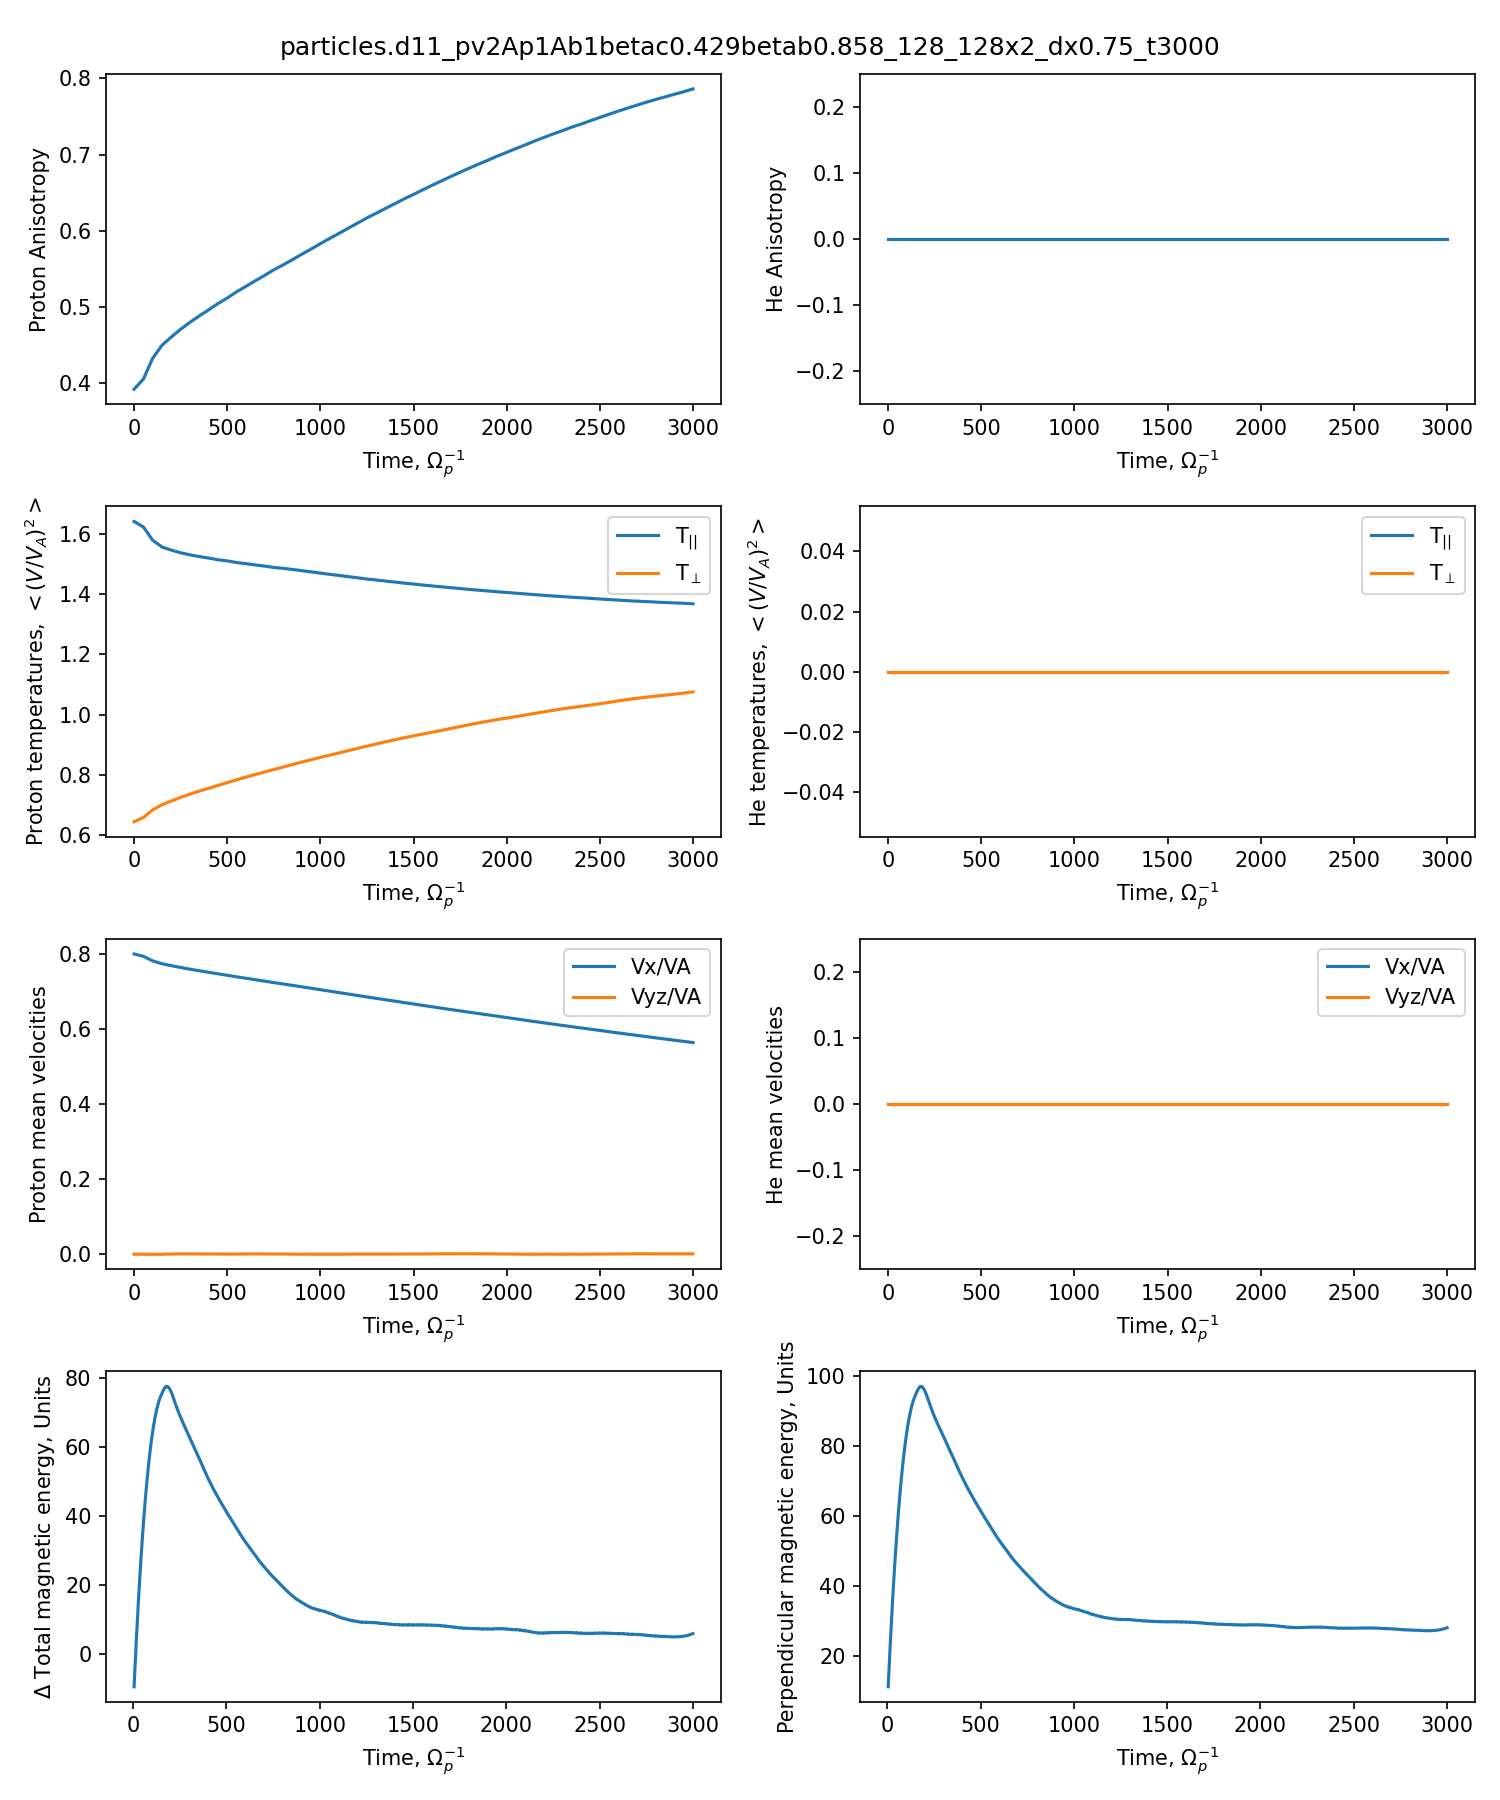 particles.d11_pv2Ap1Ab1betac0.429betab0.858_128_128x2_dx0.75_t3000
Proton Anisotropy
0.8
0.7
0.6
0.5
0.4
0 500 1000 1500 2000 2500 3000
Time, Ω_p^{-1}
He Anisotropy
0.2
0.1
0.0
−0.1
−0.2
0 500 1000 1500 2000 2500 3000
Time, Ω_p^{-1}
Proton temperatures, < (V/V_A)^2 >
1.6
1.4
1.2
1.0
0.8
0.6
T_{||}
T_⊥
0 500 1000 1500 2000 2500 3000
Time, Ω_p^{-1}
He temperatures, < (V/V_A)^2 >
0.04
0.02
0.00
−0.02
−0.04
T_{||}
T_⊥
0 500 1000 1500 2000 2500 3000
Time, Ω_p^{-1}
Proton mean velocities
0.8
0.6
0.4
0.2
0.0
Vx/VA
Vyz/VA
0 500 1000 1500 2000 2500 3000
Time, Ω_p^{-1}
He mean velocities
0.2
0.1
0.0
−0.1
−0.2
Vx/VA
Vyz/VA
0 500 1000 1500 2000 2500 3000
Time, Ω_p^{-1}
Δ Total magnetic energy, Units
80
60
40
20
0
0 500 1000 1500 2000 2500 3000
Time, Ω_p^{-1}
Perpendicular magnetic energy, Units
100
80
60
40
20
0 500 1000 1500 2000 2500 3000
Time, Ω_p^{-1}